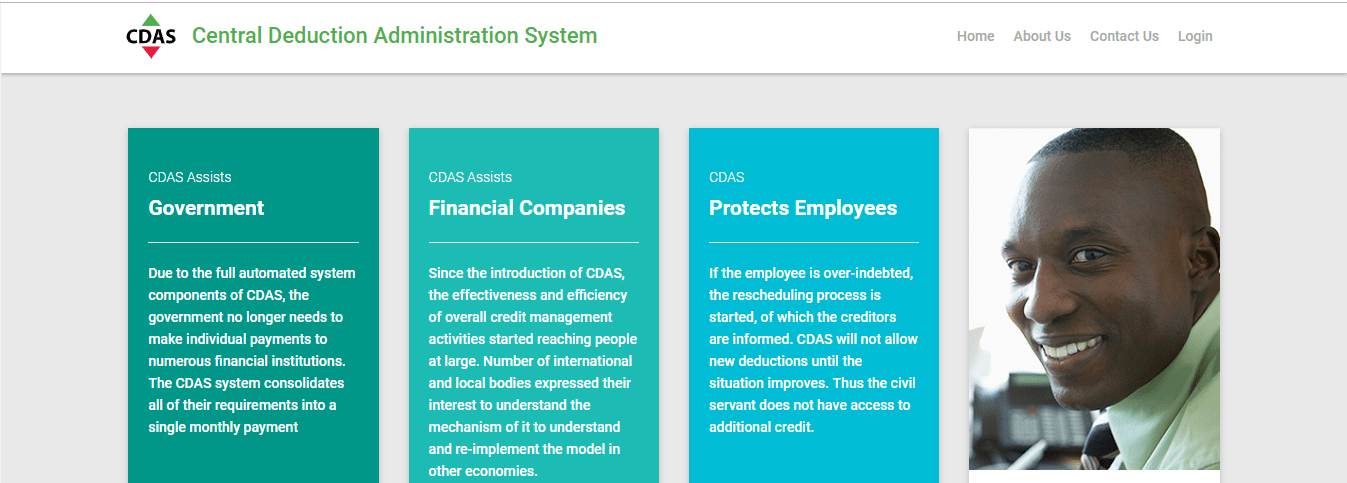 CDAS Central Deduction Administration System
Home About Us Contact Us Login
CDAS Assists
Government
Due to the full automated system
components of CDAS, the
government no longer needs to
make individual payments to
numerous financial institutions.
The CDAS system consolidates
all of their requirements into a
single monthly payment
CDAS Assists
Financial Companies
Since the introduction of CDAS,
the effectiveness and efficiency
of overall credit management
activities started reaching people
at large. Number of international
and local bodies expressed their
interest to understand the
mechanism of it to understand
and re-implement the model in
other economies.
CDAS
Protects Employees
If the employee is over-indebted,
the rescheduling process is
started, of which the creditors
are informed. CDAS will not allow
new deductions until the
situation improves. Thus the civil
servant does not have access to
additional credit.